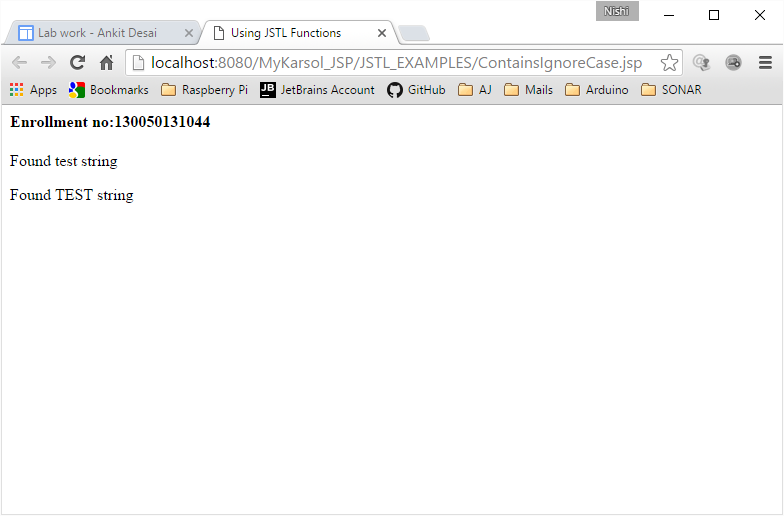 Nishi
Lab work - Ankit Desai
Using JSTL Functions
localhost:8080/MyKarsol_JSP/JSTL_EXAMPLES/ContainsIgnoreCase.jsp
Apps Bookmarks Raspberry Pi JB JetBrains Account GitHub AJ Mails Arduino SONAR
Enrollment no:130050131044
Found test string
Found TEST string